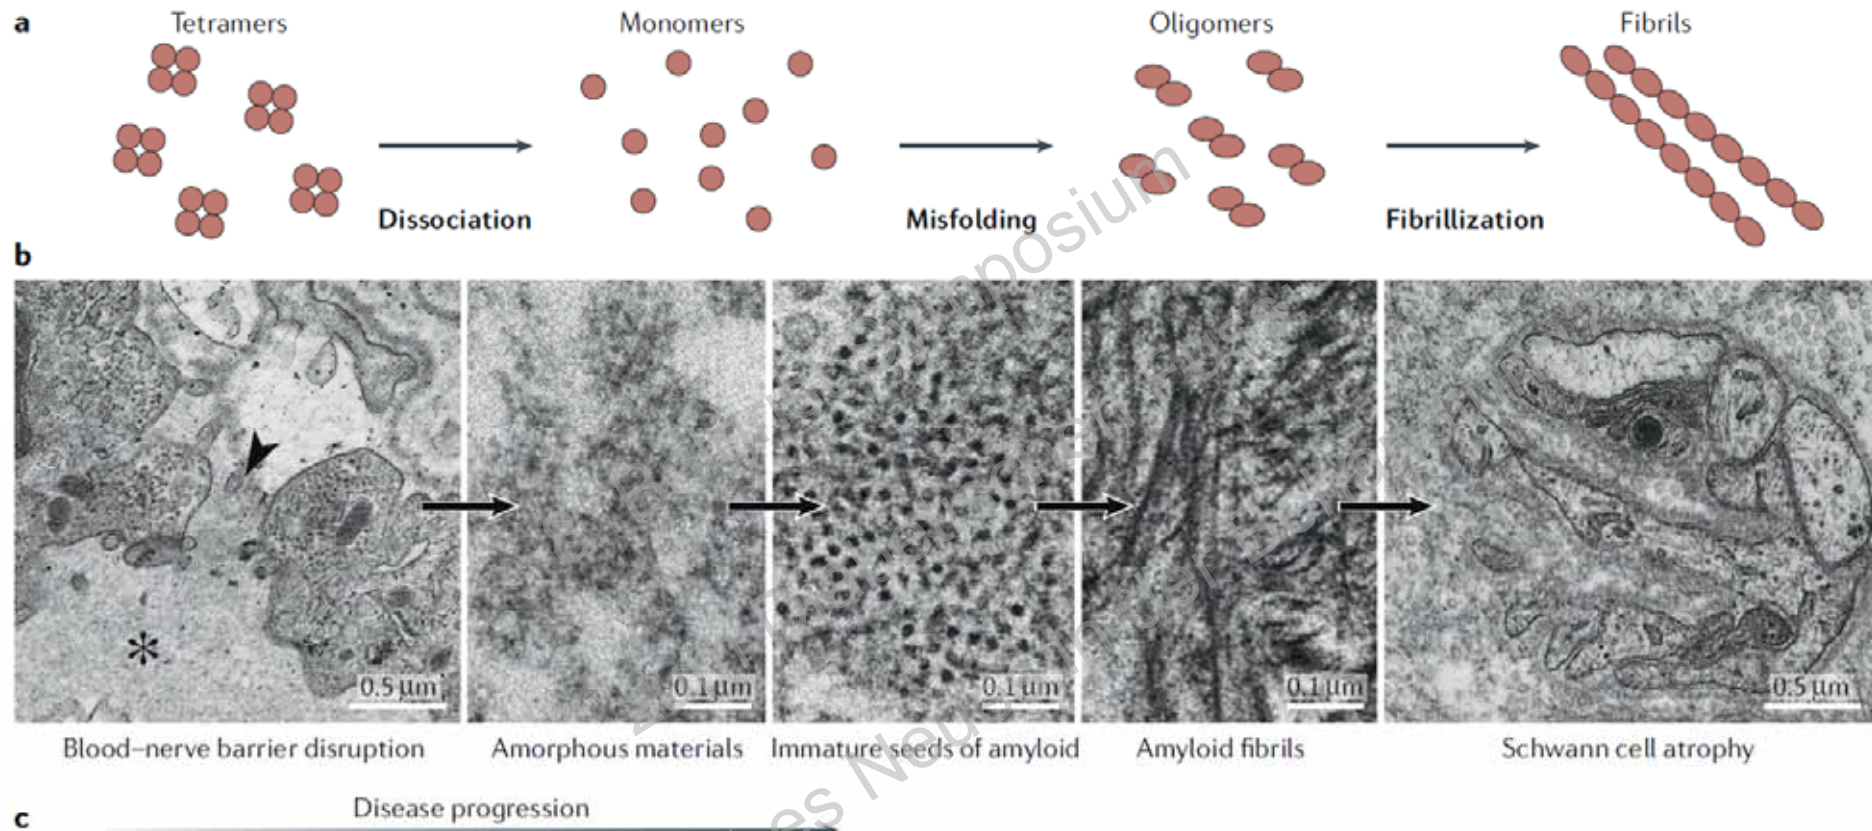 a
Tetramers
Monomers
Oligomers
Fibrils
Dissociation
Misfolding
Fibrillization
b
0.5 µm
0.1 µm
0.1 µm
0.1 µm
0.5 µm
*
Blood–nerve barrier disruption
Amorphous materials
Immature seeds of amyloid
Amyloid fibrils
Schwann cell atrophy
c
Disease progression